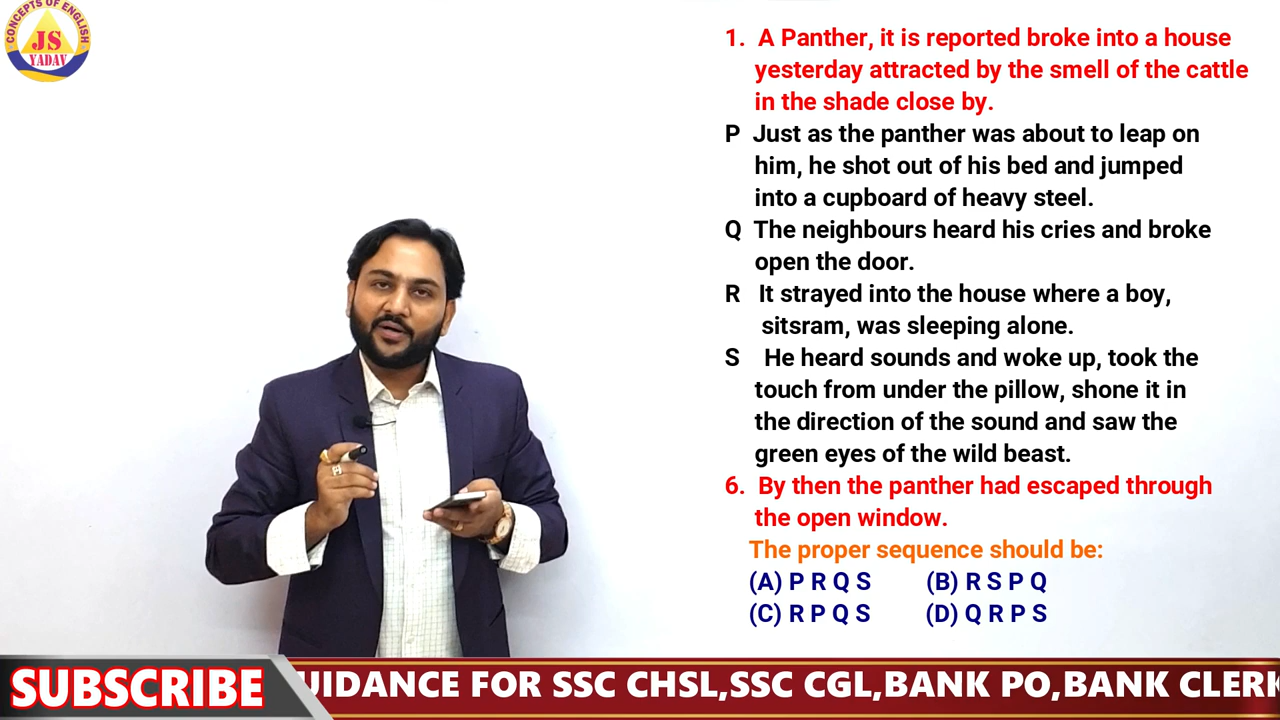 CONCEPTS OF ENGLISH
JS
YADAV
1. A Panther, it is reported broke into a house
yesterday attracted by the smell of the cattle
in the shade close by.
P Just as the panther was about to leap on
him, he shot out of his bed and jumped
into a cupboard of heavy steel.
Q The neighbours heard his cries and broke
open the door.
R It strayed into the house where a boy,
sitsram, was sleeping alone.
S He heard sounds and woke up, took the
touch from under the pillow, shone it in
the direction of the sound and saw the
green eyes of the wild beast.
6. By then the panther had escaped through
the open window.
The proper sequence should be:
(A) P R Q S (B) R S P Q
(C) R P Q S (D) Q R P S
SUBSCRIBE UIDANCE FOR SSC CHSL,SSC CGL,BANK PO,BANK CLERK